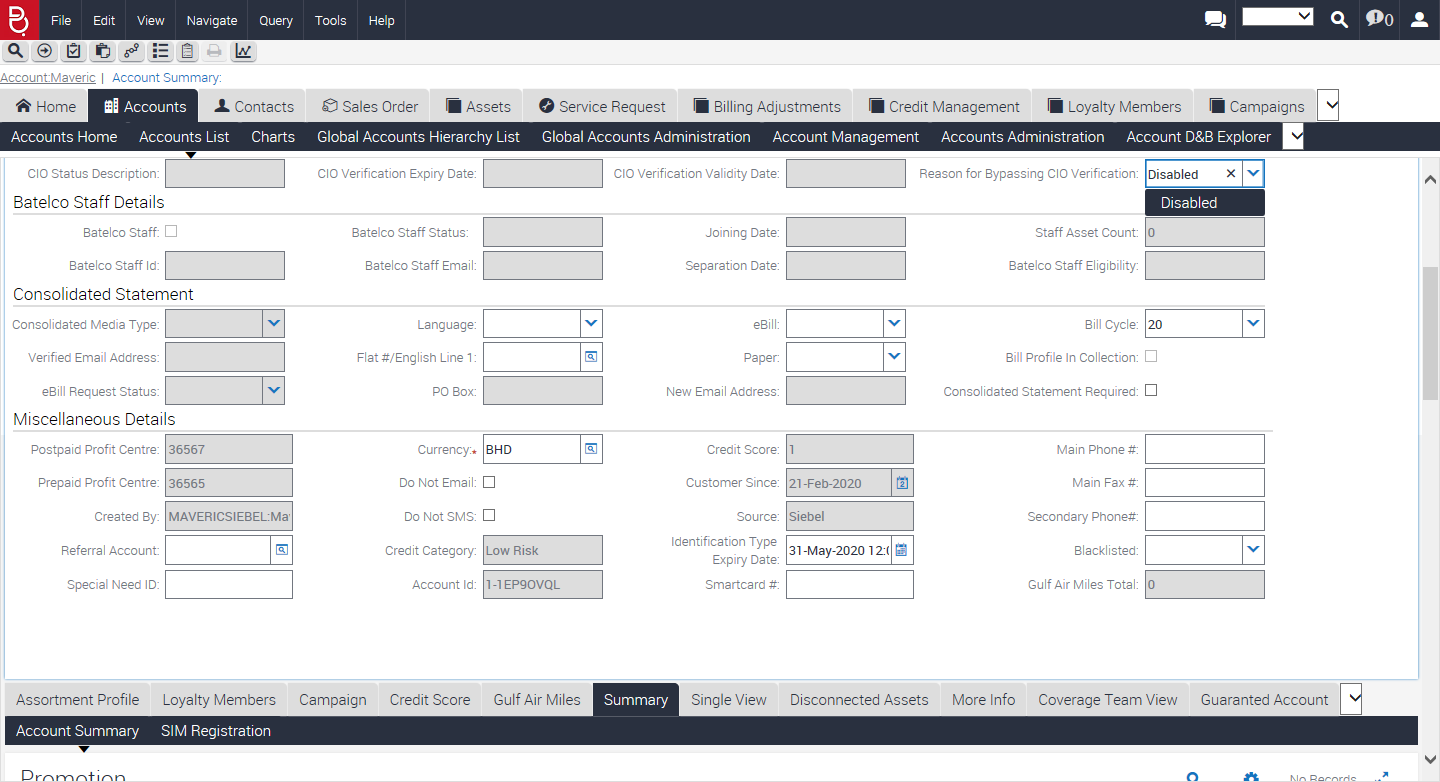 File Edit View Navigate Query Tools Help 0
Account:Maveric | Account Summary:
Home Accounts Contacts Sales Order Assets Service Request Billing Adjustments Credit Management Loyalty Members Campaigns
Accounts Home Accounts List Charts Global Accounts Hierarchy List Global Accounts Administration Account Management Accounts Administration Account D&B Explorer
CIO Status Description: CIO Verification Expiry Date: CIO Verification Validity Date: Reason for Bypassing CIO Verification: Disabled
Batelco Staff Details Disabled
Batelco Staff: Batelco Staff Status: Joining Date: Staff Asset Count: 0
Batelco Staff Id: Batelco Staff Email: Separation Date: Batelco Staff Eligibility:
Consolidated Statement
Consolidated Media Type: Language: eBill: Bill Cycle: 20
Verified Email Address: Flat #/English Line 1: Paper: Bill Profile In Collection:
eBill Request Status: PO Box: New Email Address: Consolidated Statement Required:
Miscellaneous Details
Postpaid Profit Centre: 36567 Currency:* BHD Credit Score: 1 Main Phone #:
Prepaid Profit Centre: 36565 Do Not Email: Customer Since: 21-Feb-2020 Main Fax #:
Created By: MAVERICSIEBEL:Mav Do Not SMS: Source: Siebel Secondary Phone#:
Referral Account: Credit Category: Low Risk Identification Type Expiry Date: 31-May-2020 12:0 Blacklisted:
Special Need ID: Account Id: 1-1EP9OVQL Smartcard #: Gulf Air Miles Total: 0
Assortment Profile Loyalty Members Campaign Credit Score Gulf Air Miles Summary Single View Disconnected Assets More Info Coverage Team View Guaranted Account
Account Summary SIM Registration
Promotion No Records